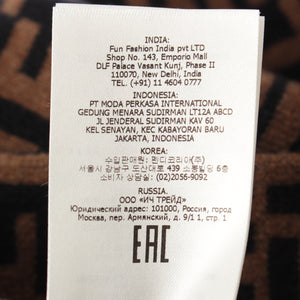 INDIA:
Fun Fashion India pvt LTD
Shop No. 143, Emporio Mall
DLF Palace Vasant Kunj, Phase II
110070, New Delhi, India
TEL. (+91) 11 4604 0777
INDONESIA:
PT MODA PERKASA INTERNATIONAL
GEDUNG MENARA SUDIRMAN LT12A ABCD
JL JENDERAL SUDIRMAN KAV 60
KEL SENAYAN, KEC KABAYORAN BARU
JAKARTA, INDONESIA
KOREA:
수입판매원: 펜디코리아(주)
서울시 강남구 도산대로 439 소봉빌딩 6층
소비자 상담실: (02)2056-9092
RUSSIA.
ООО «ИЧ ТРЕЙД»
Юридический адрес: 101000, Россия,
Москва, пер. Армянский, д. 9/1 1, стр. 1
EAC